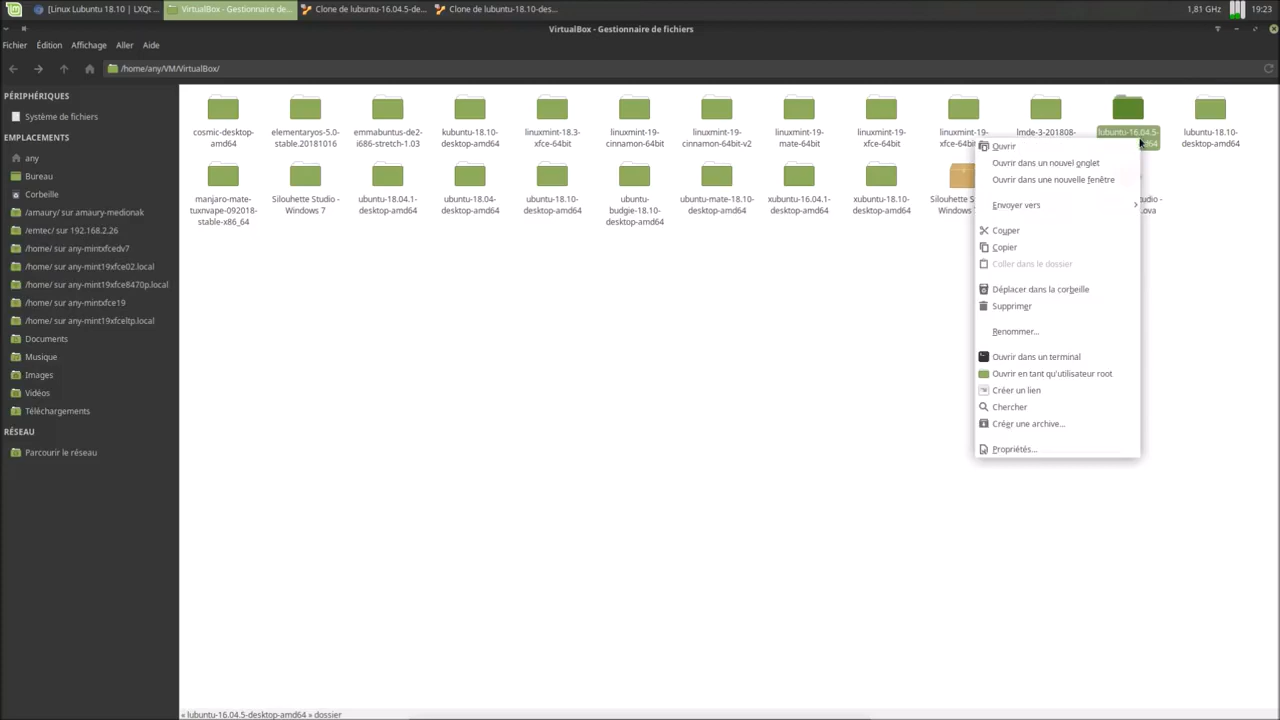 [Linux Lubuntu 18.10 | LXQt ...
VirtualBox - Gestionnaire de...
Clone de lubuntu-16.04.5-de...
Clone de lubuntu-18.10-des...
1,81 GHz
19:23
VirtualBox - Gestionnaire de fichiers
Fichier Édition Affichage Aller Aide
/home/any/VM/VirtualBox/
PÉRIPHÉRIQUES
Système de fichiers
EMPLACEMENTS
any
Bureau
Corbeille
/amaury/ sur amaury-medionak
/emtec/ sur 192.168.2.26
/home/ sur any-mintxfcedv7
/home/ sur any-mint19xfce02.local
/home/ sur any-mint19xfce8470p.local
/home/ sur any-mintxfce19
/home/ sur any-mint19xfceltp.local
Documents
Musique
Images
Vidéos
Téléchargements
RÉSEAU
Parcourir le réseau
cosmic-desktop-
amd64
elementaryos-5.0-
stable.20181016
emmabuntus-de2-
i686-stretch-1.03
kubuntu-18.10-
desktop-amd64
linuxmint-18.3-
xfce-64bit
linuxmint-19-
cinnamon-64bit
linuxmint-19-
cinnamon-64bit-v2
linuxmint-19-
mate-64bit
linuxmint-19-
xfce-64bit
linuxmint-19-
xfce-64bit
lmde-3-201808-
lubuntu-16.04.5-
lubuntu-18.10-
desktop-amd64
manjaro-mate-
tuxnvape-092018-
stable-x86_64
Silouhette Studio -
Windows 7
ubuntu-18.04.1-
desktop-amd64
ubuntu-18.04-
desktop-amd64
ubuntu-18.10-
desktop-amd64
ubuntu-
budgie-18.10-
desktop-amd64
ubuntu-mate-18.10-
desktop-amd64
xubuntu-16.04.1-
desktop-amd64
xubuntu-18.10-
desktop-amd64
Ouvrir
Ouvrir dans un nouvel onglet
Ouvrir dans une nouvelle fenêtre
Envoyer vers
Couper
Copier
Coller dans le dossier
Déplacer dans la corbeille
Supprimer
Renommer...
Ouvrir dans un terminal
Ouvrir en tant qu'utilisateur root
Créer un lien
Chercher
Créer une archive...
Propriétés...
« lubuntu-16.04.5-desktop-amd64 » dossier